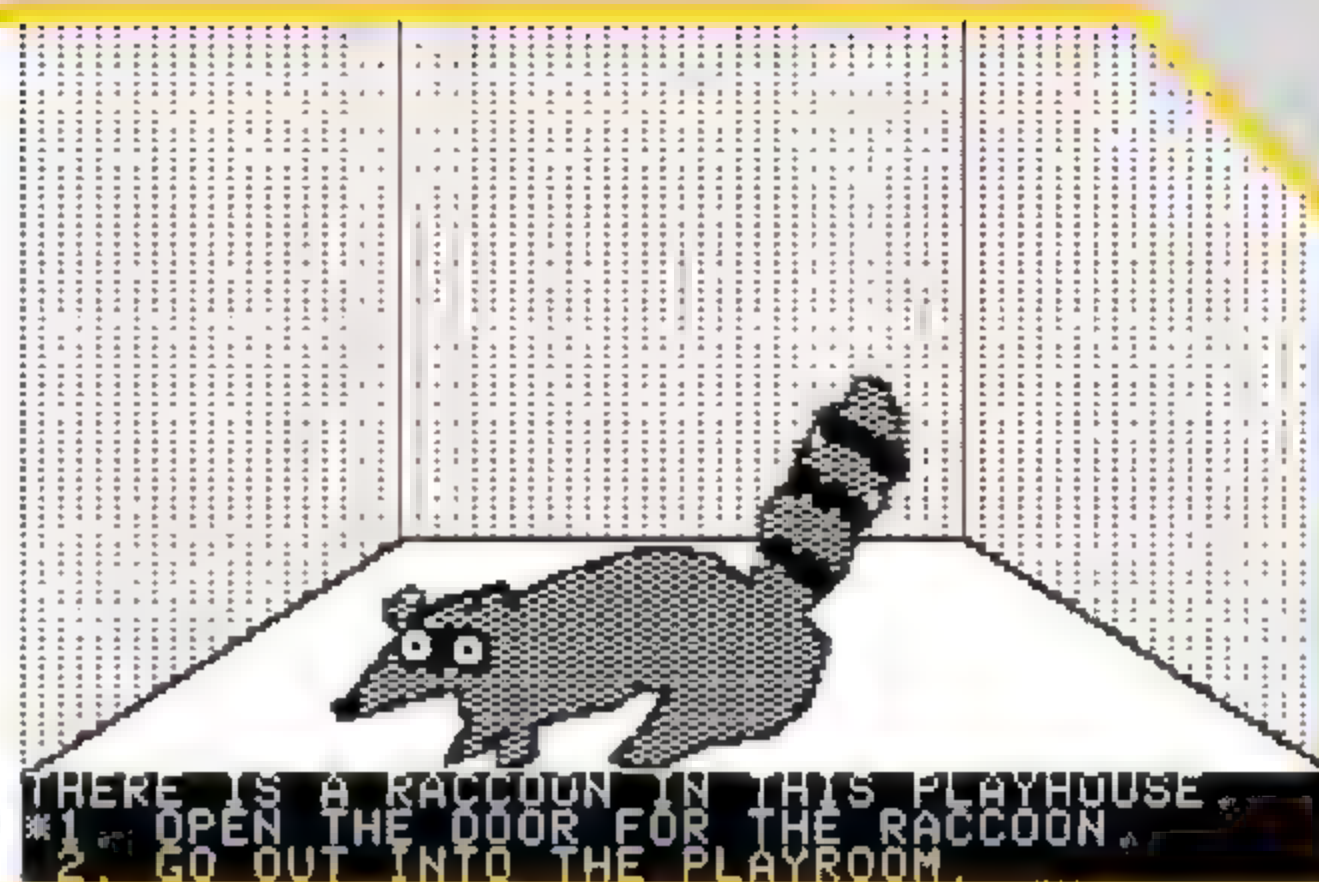 THERE IS A RACCOON IN THIS PLAYHOUSE.
*1. OPEN THE DOOR FOR THE RACCOON.
2. GO OUT INTO THE PLAYROOM.